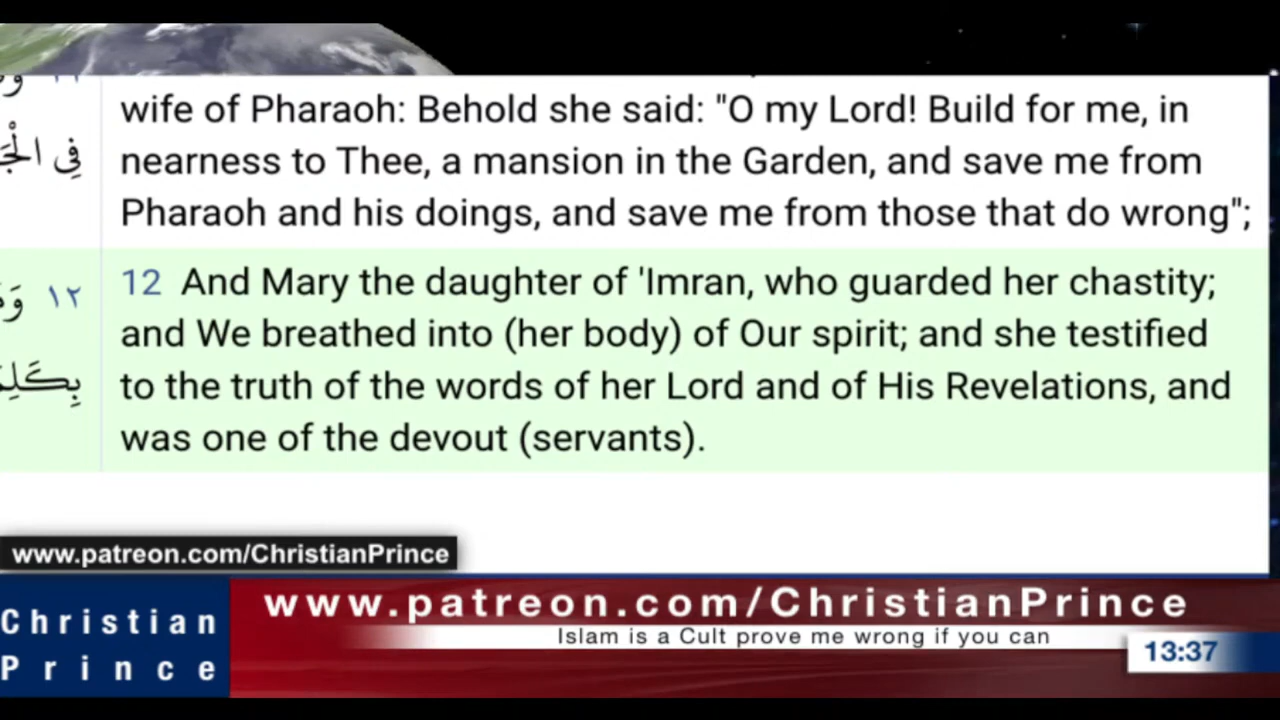 wife of Pharaoh: Behold she said: "O my Lord! Build for me, in
في الْجَ
nearness to Thee, a mansion in the Garden, and save me from
Pharaoh and his doings, and save me from those that do wrong";
١٢
12 And Mary the daughter of 'Imran, who guarded her chastity;
and We breathed into (her body) of Our spirit; and she testified
to the truth of the words of her Lord and of His Revelations, and
was one of the devout (servants).
www.patreon.com/ChristianPrince
Christian
Prince
www.patreon.com/ChristianPrince
Islam is a Cult prove me wrong if you can
13:37